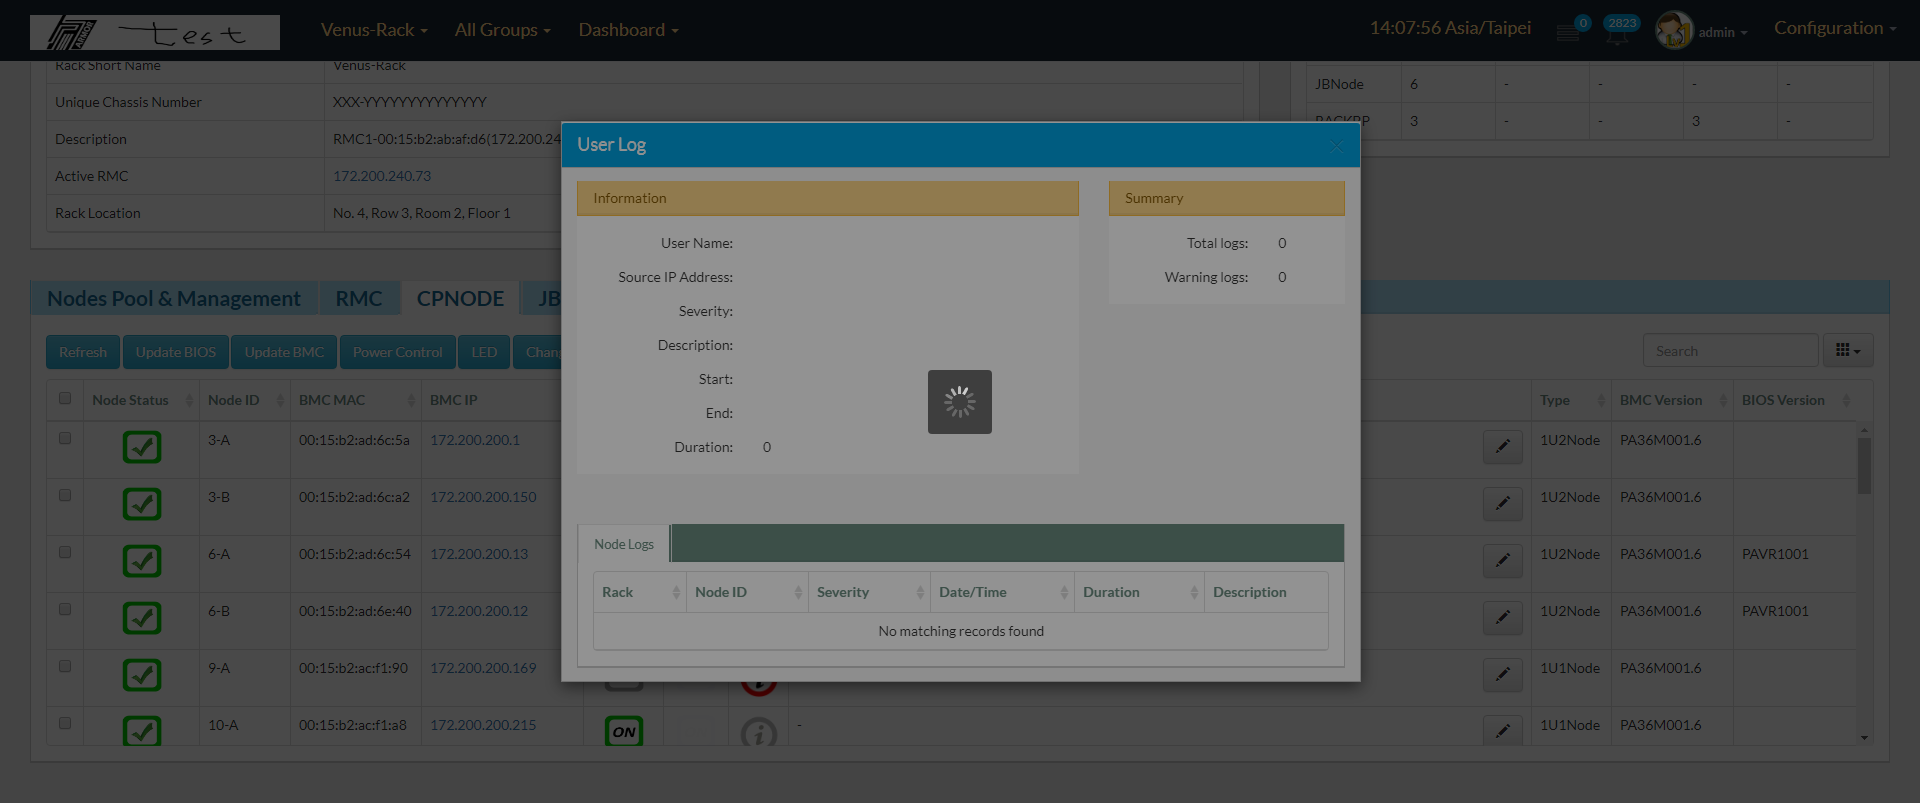 ARMOR test Venus-Rack All Groups Dashboard 14:07:56 Asia/Taipei 0 2823 admin Configuration
Rack Short Name Venus-Rack
Unique Chassis Number XXX-YYYYYYYYYYYYYY
Description RMC1-00:15:b2:ab:af:d6(172.200.24
Active RMC 172.200.240.73
Rack Location No. 4, Row 3, Room 2, Floor 1
JBNode 6 - - - -
3 - - 3 -
User Log
Information
User Name:
Source IP Address:
Severity:
Description:
Start:
End:
Duration: 0
Summary
Total logs: 0
Warning logs: 0
Node Logs
Rack Node ID Severity Date/Time Duration Description
No matching records found
Nodes Pool & Management RMC CPNODE JB
Refresh Update BIOS Update BMC Power Control LED Chan
Search
Node Status Node ID BMC MAC BMC IP Type BMC Version BIOS Version
3-A 00:15:b2:ad:6c:5a 172.200.200.1 1U2Node PA36M001.6
3-B 00:15:b2:ad:6c:a2 172.200.200.150 1U2Node PA36M001.6
6-A 00:15:b2:ad:6c:54 172.200.200.13 1U2Node PA36M001.6 PAVR1001
6-B 00:15:b2:ad:6e:40 172.200.200.12 1U2Node PA36M001.6 PAVR1001
9-A 00:15:b2:ac:f1:90 172.200.200.169 1U1Node PA36M001.6
10-A 00:15:b2:ac:f1:a8 172.200.200.215 ON - 1U1Node PA36M001.6